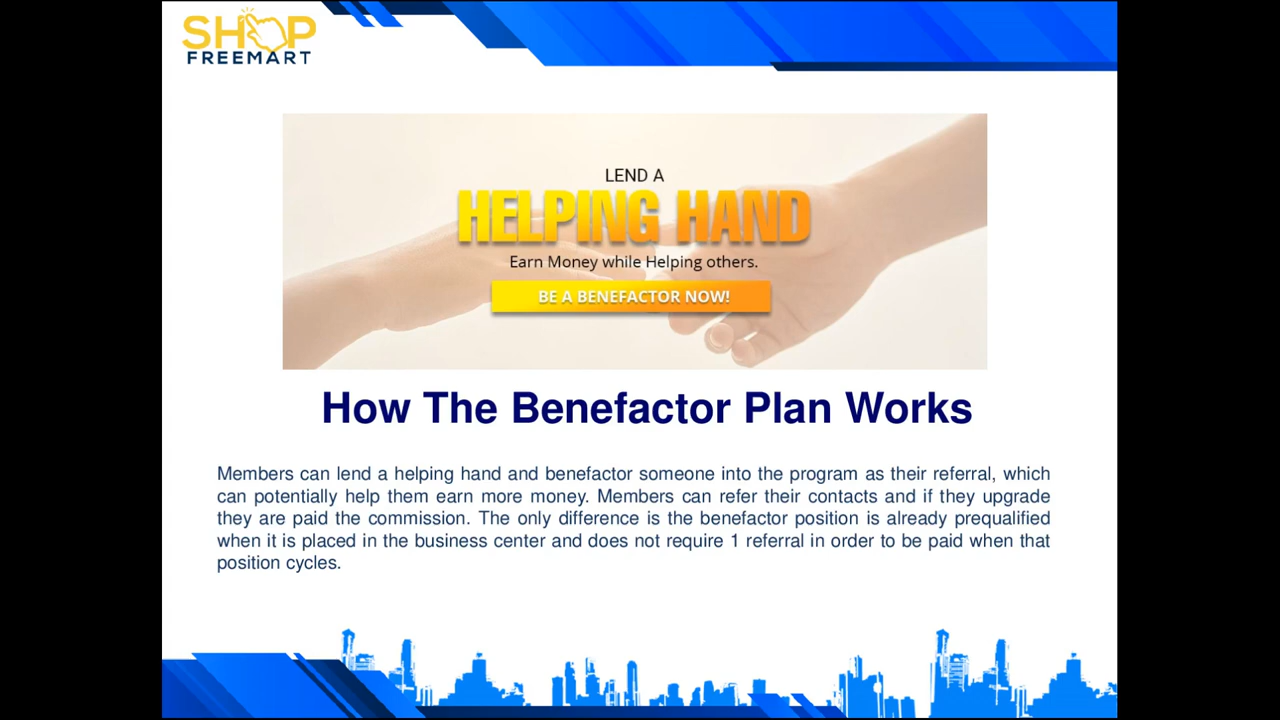 SHOP
FREEMART
LEND A
HELPING HAND
Earn Money while Helping others.
BE A BENEFACTOR NOW!
How The Benefactor Plan Works
Members can lend a helping hand and benefactor someone into the program as their referral, which
can potentially help them earn more money. Members can refer their contacts and if they upgrade
they are paid the commission. The only difference is the benefactor position is already prequalified
when it is placed in the business center and does not require 1 referral in order to be paid when that
position cycles.